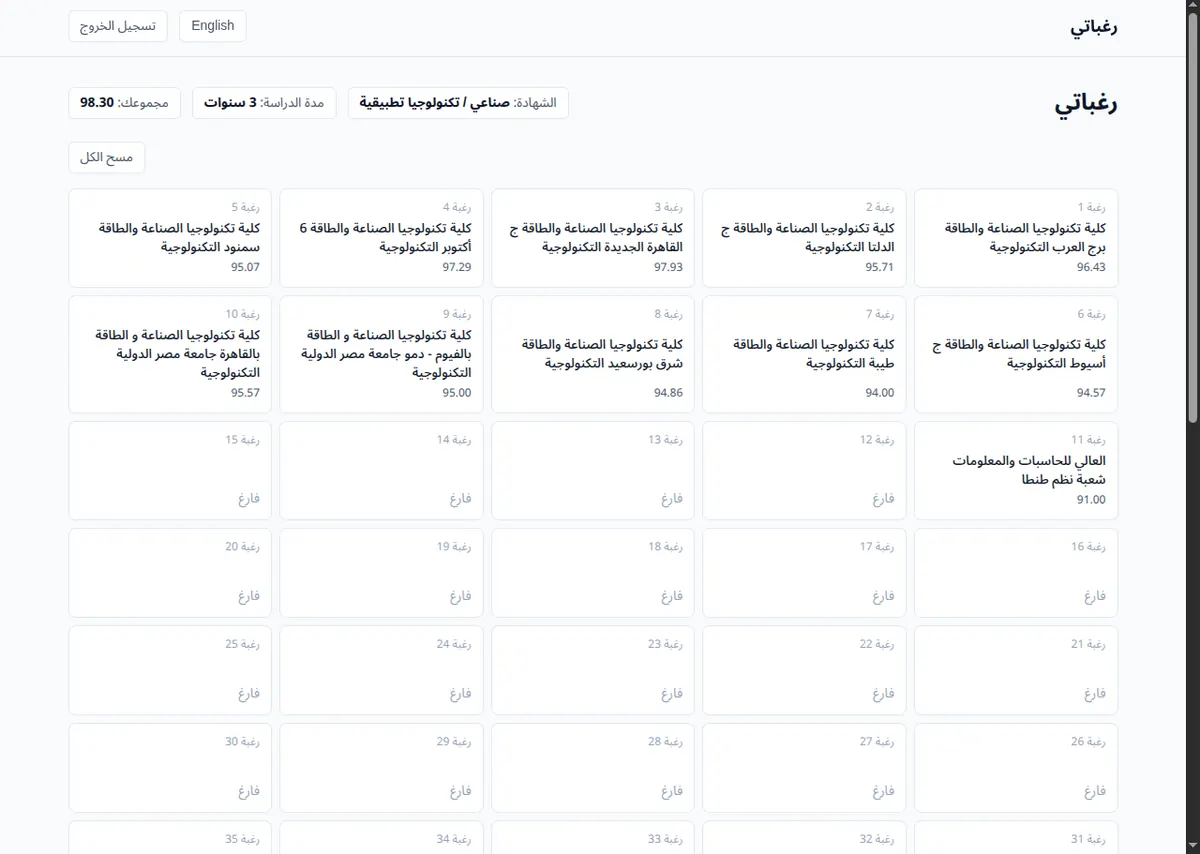 رغباتي
English
تسجيل الخروج
رغباتي
الشهادة: صناعي / تكنولوجيا تطبيقية
مدة الدراسة: 3 سنوات
مجموعك: 98.30
مسح الكل
رغبة 1
كلية تكنولوجيا الصناعة والطاقة
برج العرب التكنولوجية
96.43
رغبة 2
كلية تكنولوجيا الصناعة والطاقة ج
الدلتا التكنولوجية
95.71
رغبة 3
كلية تكنولوجيا الصناعة والطاقة ج
القاهرة الجديدة التكنولوجية
97.93
رغبة 4
كلية تكنولوجيا الصناعة والطاقة 6
أكتوبر التكنولوجية
97.29
رغبة 5
كلية تكنولوجيا الصناعة والطاقة
سمنود التكنولوجية
95.07
رغبة 6
كلية تكنولوجيا الصناعة والطاقة ج
أسيوط التكنولوجية
94.57
رغبة 7
كلية تكنولوجيا الصناعة والطاقة
طيبة التكنولوجية
94.00
رغبة 8
كلية تكنولوجيا الصناعة والطاقة
شرق بورسعيد التكنولوجية
94.86
رغبة 9
كلية تكنولوجيا الصناعة و الطاقة
بالفيوم - دمو جامعة مصر الدولية
التكنولوجية
95.00
رغبة 10
كلية تكنولوجيا الصناعة و الطاقة
بالقاهرة جامعة مصر الدولية
التكنولوجية
95.57
رغبة 11
العالي للحاسبات والمعلومات
شعبة نظم طنطا
91.00
رغبة 12
فارغ
رغبة 13
فارغ
رغبة 14
فارغ
رغبة 15
فارغ
رغبة 16
فارغ
رغبة 17
فارغ
رغبة 18
فارغ
رغبة 19
فارغ
رغبة 20
فارغ
رغبة 21
فارغ
رغبة 22
فارغ
رغبة 23
فارغ
رغبة 24
فارغ
رغبة 25
فارغ
رغبة 26
فارغ
رغبة 27
فارغ
رغبة 28
فارغ
رغبة 29
فارغ
رغبة 30
فارغ
رغبة 31
رغبة 32
رغبة 33
رغبة 34
رغبة 35